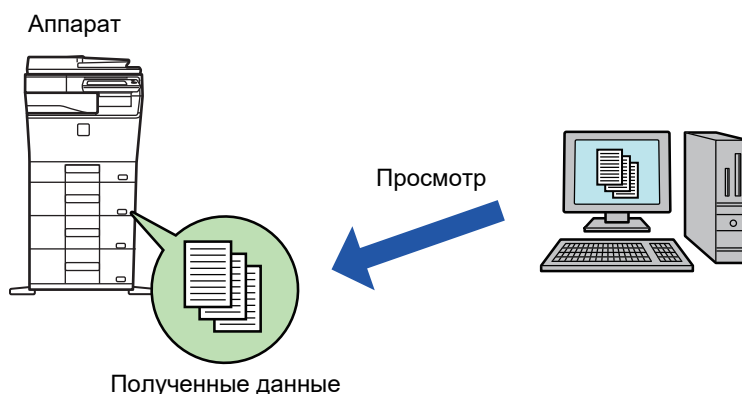 Аппарат
Просмотр
Полученные данные